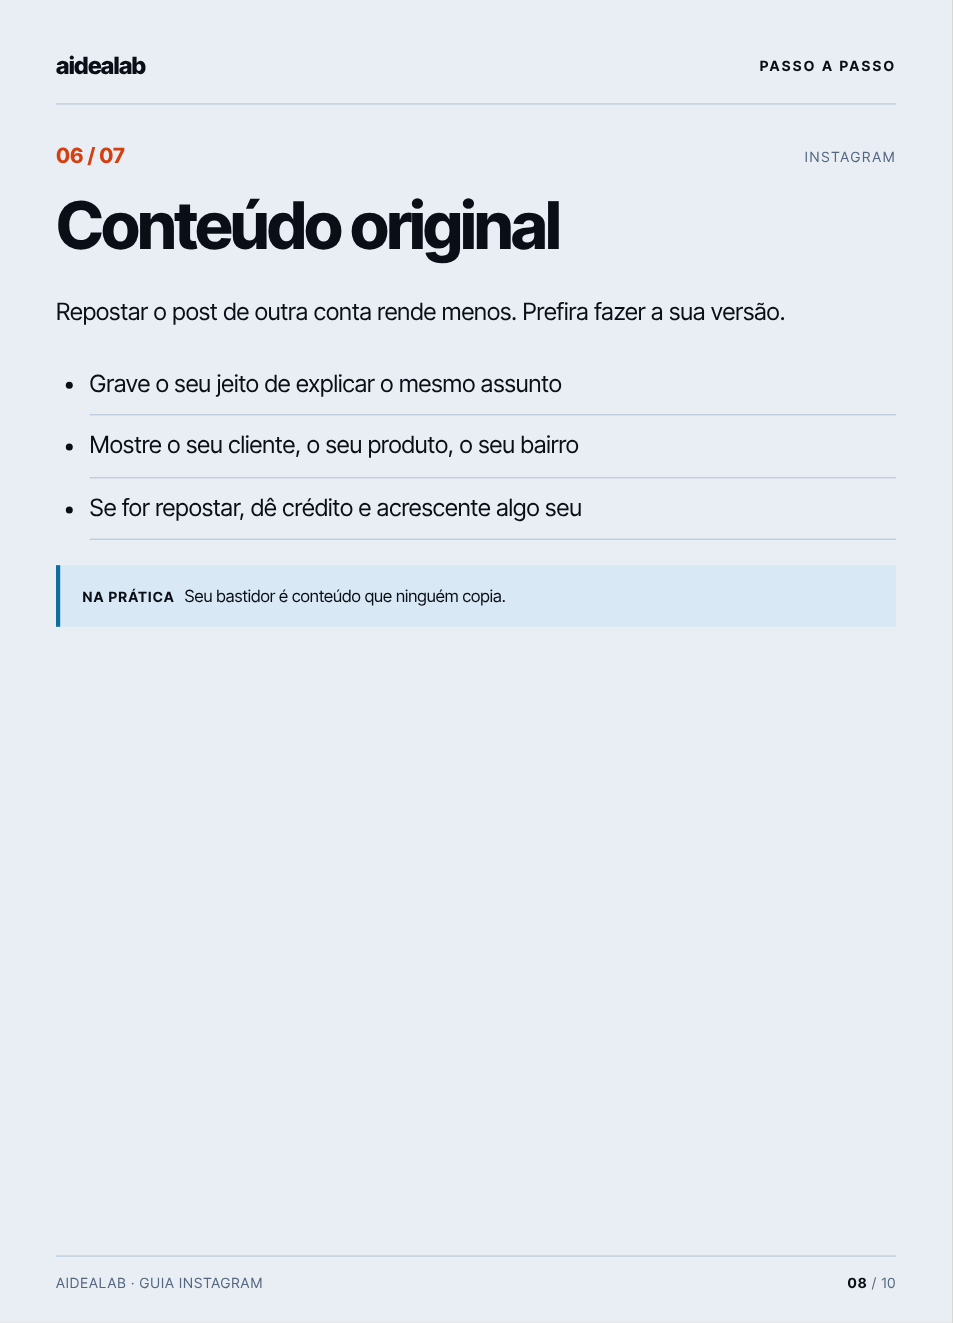 aidealab
PASSO A PASSO
06 / 07
INSTAGRAM
Conteúdo original
Repostar o post de outra conta rende menos. Prefira fazer a sua versão.
• Grave o seu jeito de explicar o mesmo assunto
• Mostre o seu cliente, o seu produto, o seu bairro
• Se for repostar, dê crédito e acrescente algo seu
NA PRÁTICA Seu bastidor é conteúdo que ninguém copia.
AIDEALAB · GUIA INSTAGRAM
08 / 10